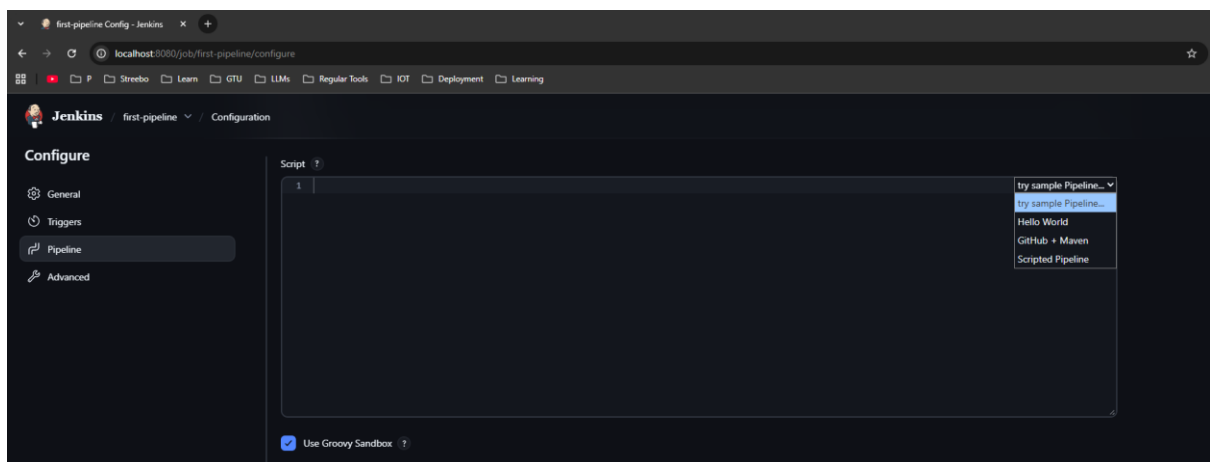 first-pipeline Config - Jenkins
localhost:8080/job/first-pipeline/configure
P Streebo Learn GTU LLMs Regular Tools IOT Deployment Learning
Jenkins / first-pipeline / Configuration
Configure
General
Triggers
Pipeline
Advanced
Script ?
1
try sample Pipeline...
try sample Pipeline...
Hello World
GitHub + Maven
Scripted Pipeline
Use Groovy Sandbox ?